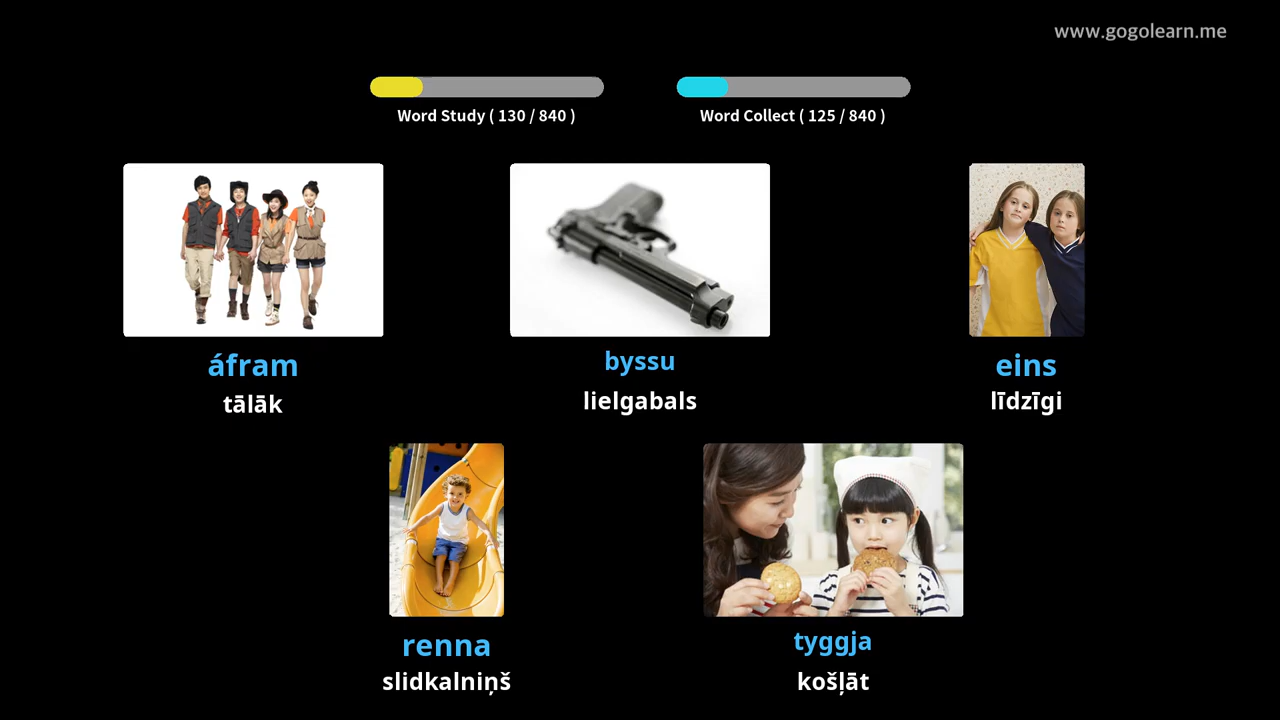 www.gogolearn.me
Word Study ( 130 / 840 )
Word Collect ( 125 / 840 )
áfram
tālāk
byssu
lielgabals
eins
līdzīgi
renna
slidkalniņš
tyggja
košļāt